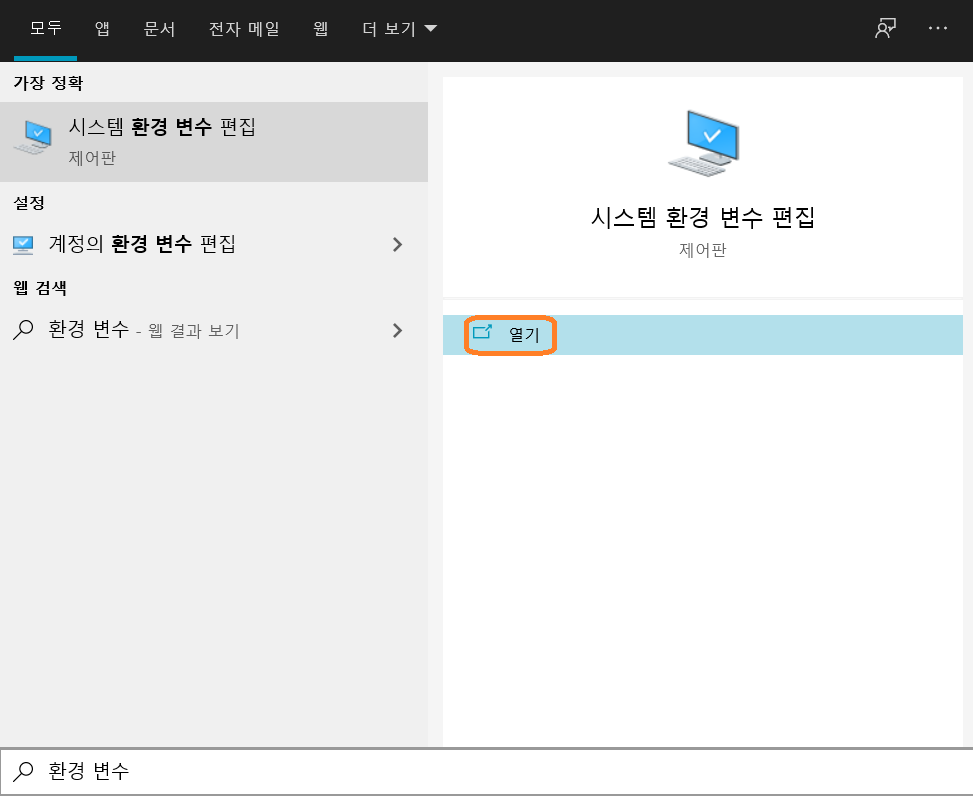 모두 앱 문서 전자 메일 웹 더 보기
가장 정확
시스템 환경 변수 편집
제어판
설정
계정의 환경 변수 편집
웹 검색
환경 변수 - 웹 결과 보기
시스템 환경 변수 편집
제어판
열기
환경 변수